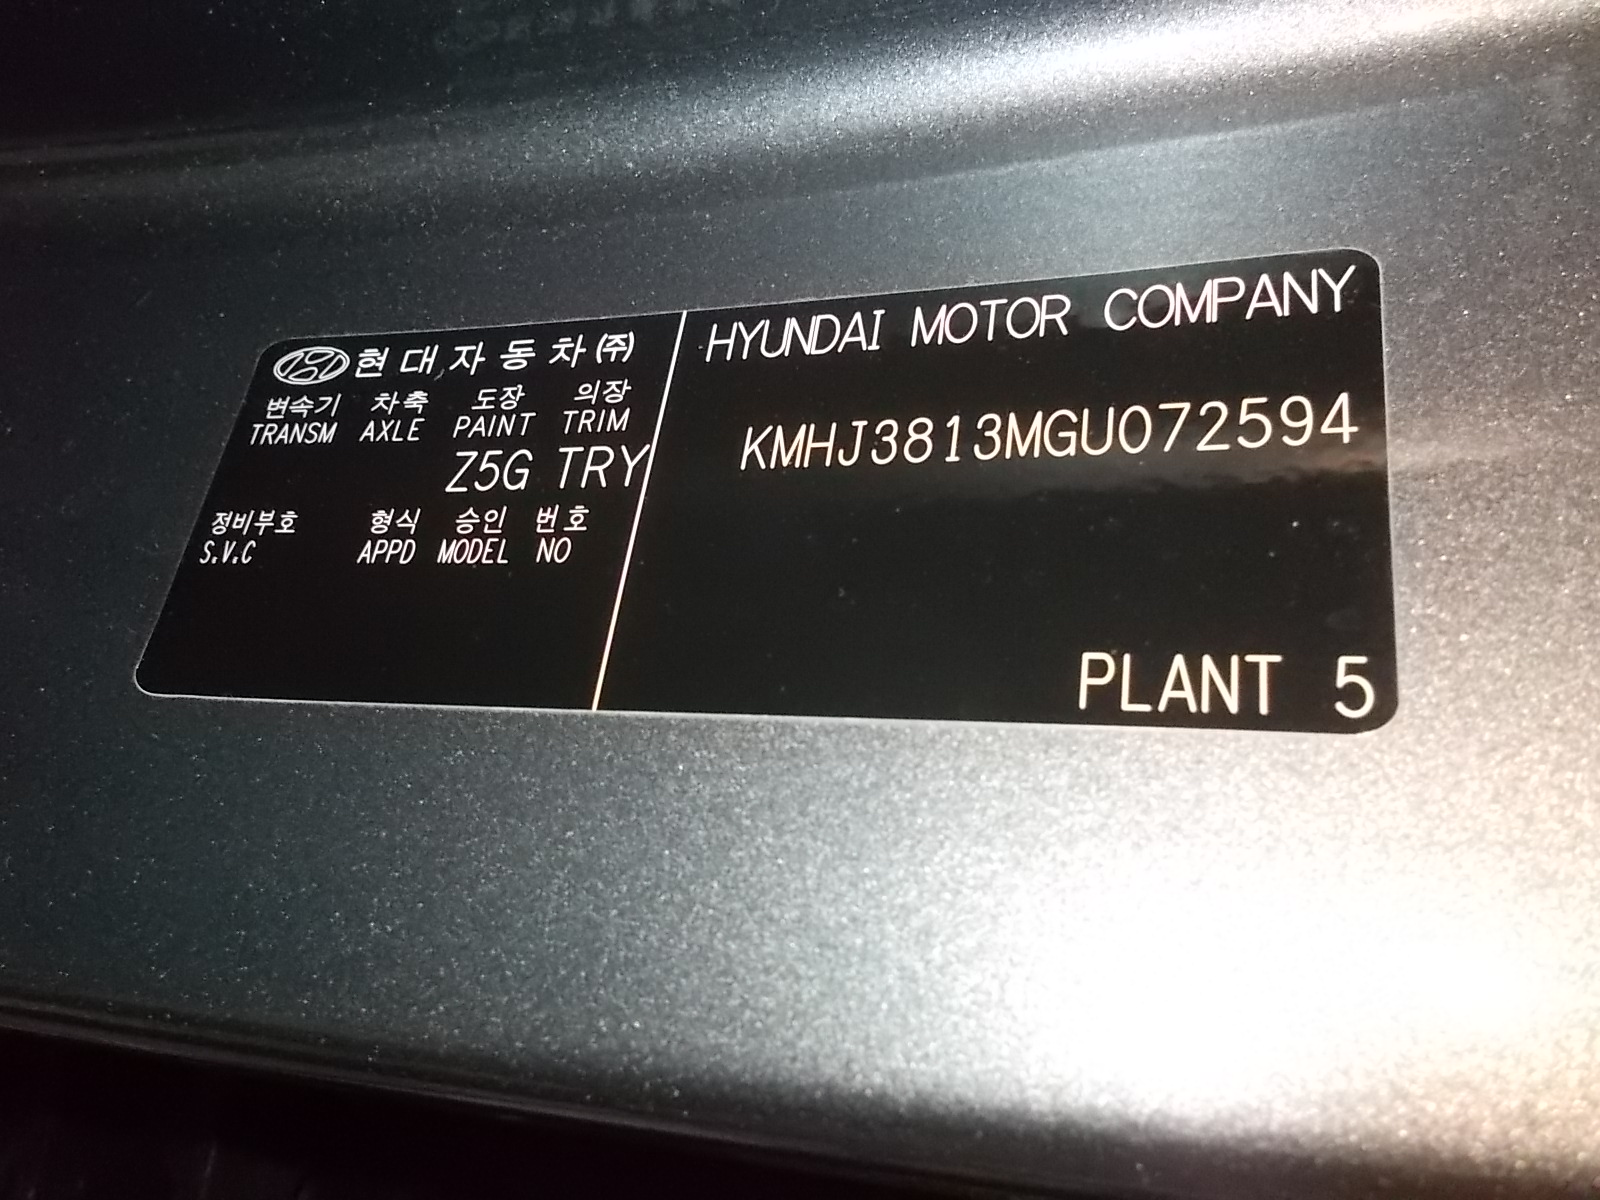 현대자동차(주)
변속기 차축 도장 의장
TRANSM AXLE PAINT TRIM
Z5G TRY
정비부호 형식 승인 번호
S.V.C APPD MODEL NO
HYUNDAI MOTOR COMPANY
KMHJ3813MGU072594
PLANT 5